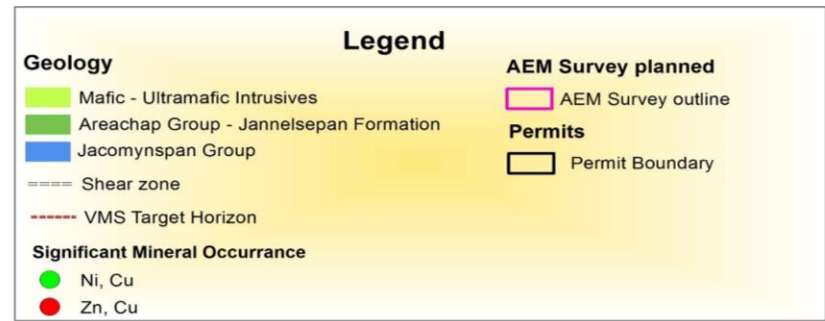 Legend
Geology
Mafic - Ultramafic Intrusives
Areachap Group - Jannelsepan Formation
Jacomynspan Group
Shear zone
VMS Target Horizon
Significant Mineral Occurrance
Ni, Cu
Zn, Cu
AEM Survey planned
AEM Survey outline
Permits
Permit Boundary